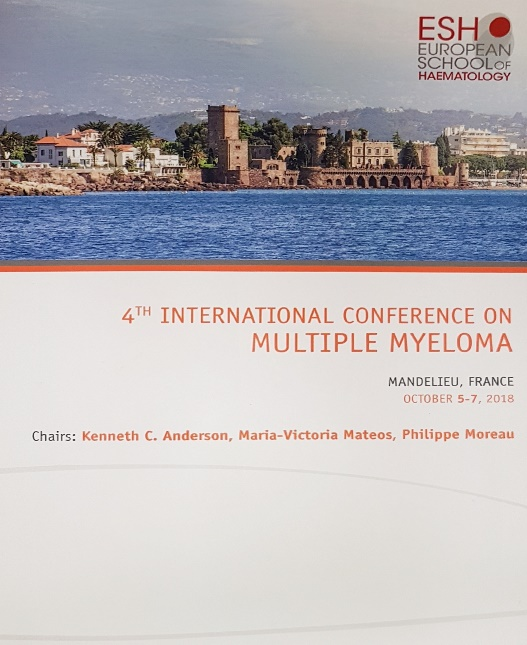 ESH
EUROPEAN
SCHOOL OF
HAEMATOLOGY
4TH INTERNATIONAL CONFERENCE ON
MULTIPLE MYELOMA
MANDELIEU, FRANCE
OCTOBER 5-7, 2018
Chairs: Kenneth C. Anderson, Maria-Victoria Mateos, Philippe Moreau